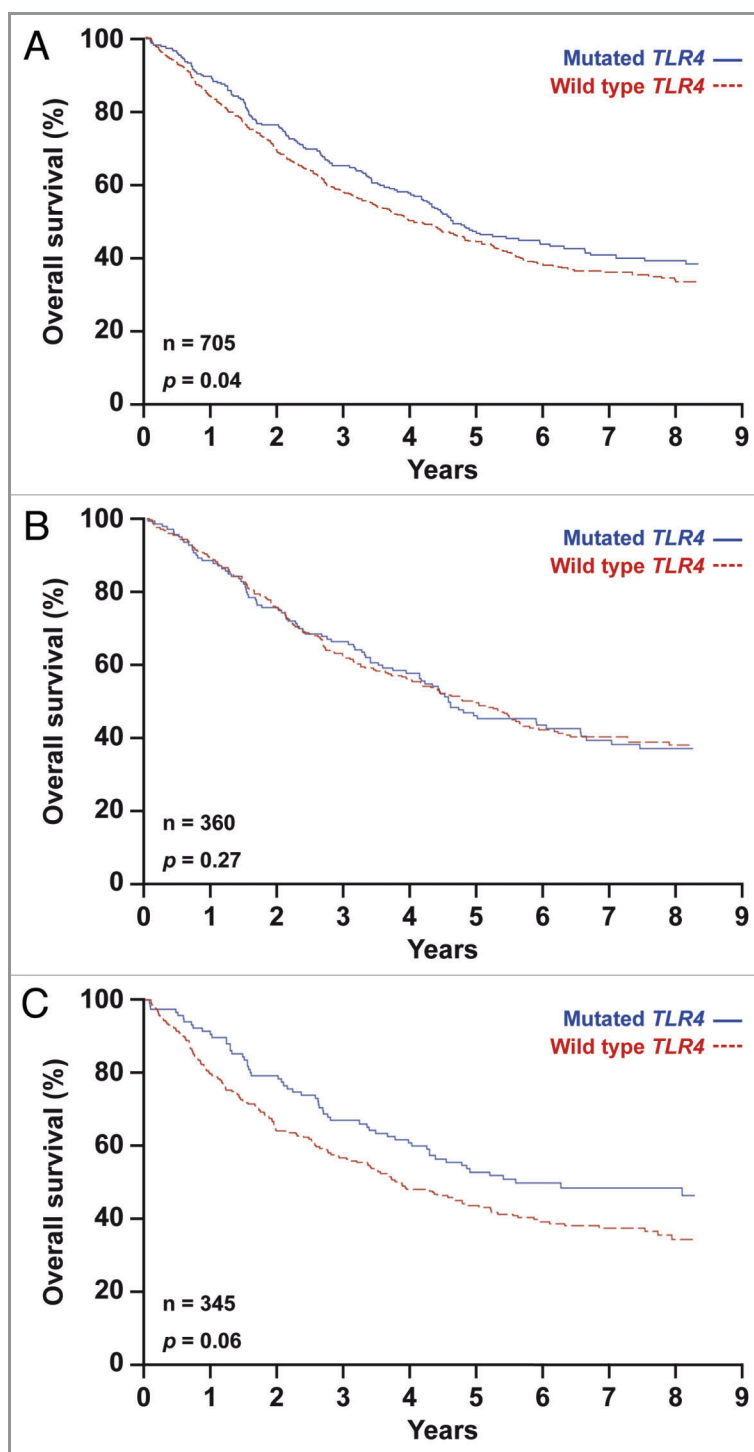 A
Mutated TLR4
Wild type TLR4
Overall survival (%)
100
80
60
40
20
0
n = 705
p = 0.04
0 1 2 3 4 5 6 7 8 9
Years
B
Mutated TLR4
Wild type TLR4
Overall survival (%)
100
80
60
40
20
0
n = 360
p = 0.27
0 1 2 3 4 5 6 7 8 9
Years
C
Mutated TLR4
Wild type TLR4
Overall survival (%)
100
80
60
40
20
0
n = 345
p = 0.06
0 1 2 3 4 5 6 7 8 9
Years